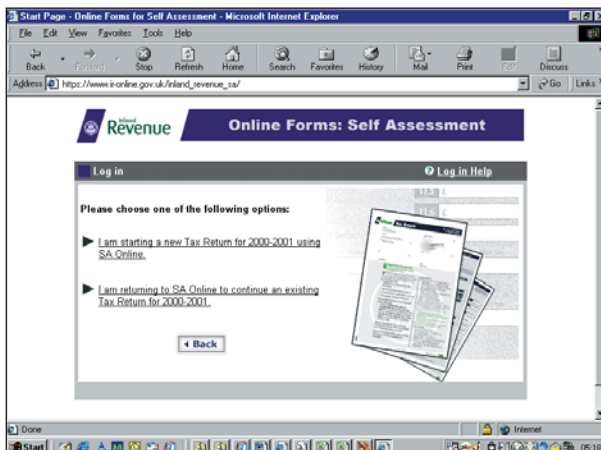 Start Page - Online Forms for Self Assessment - Microsoft Internet Explorer
File Edit View Favorites Tools Help
Back Forward Stop Refresh Home Search Favorites History Mail Print Edit Discuss
Address https://www.ir-online.gov.uk/inland_revenue_sa/ Go Links
Inland
Revenue
Online Forms: Self Assessment
Log in
Log in Help
Please choose one of the following options:
I am starting a new Tax Return for 2000-2001 using
SA Online.
I am returning to SA Online to continue an existing
Tax Return for 2000-2001.
Tax Return
Back
Done
Internet
Start
05:18